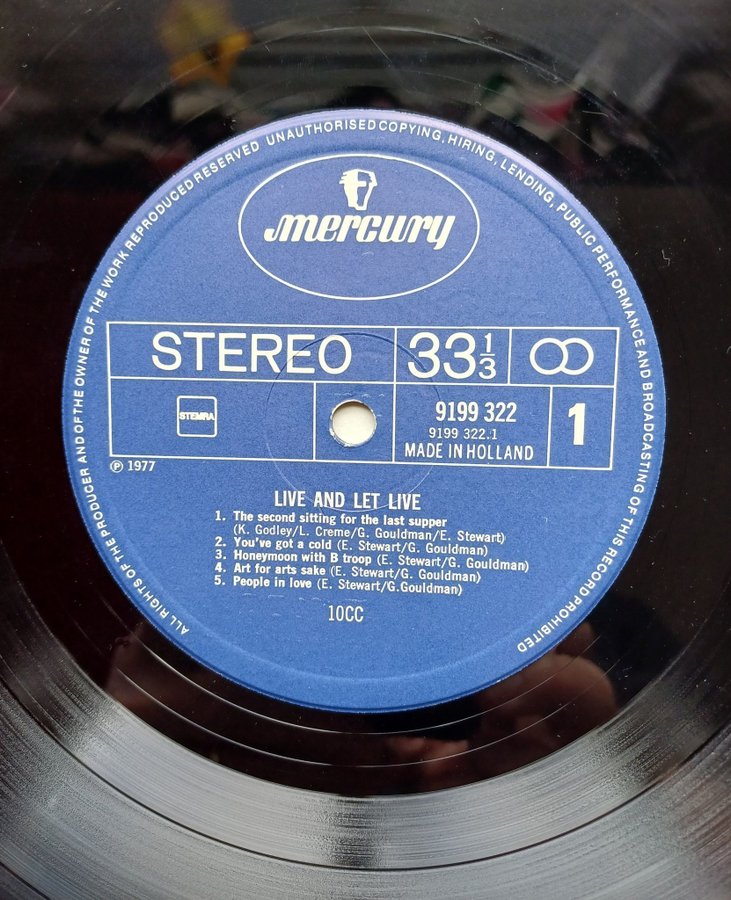 ALL RIGHTS OF THE PRODUCER AND OF THE OWNER OF THE WORK REPRODUCED RESERVED UNAUTHORISED COPYING, HIRING, LENDING, PUBLIC PERFORMANCE AND BROADCASTING OF THIS RECORD PROHIBITED
mercury
STEREO 33 1/3
STEMRA
9199 322
9199 322.1
MADE IN HOLLAND
1
℗ 1977
LIVE AND LET LIVE
1. The second sitting for the last supper
(K. Godley/L. Creme/G. Gouldman/E. Stewart)
2. You've got a cold (E. Stewart/G. Gouldman)
3. Honeymoon with B troop (E. Stewart/G. Gouldman)
4. Art for arts sake (E. Stewart/G. Gouldman)
5. People in love (E. Stewart/G.Gouldman)
10CC